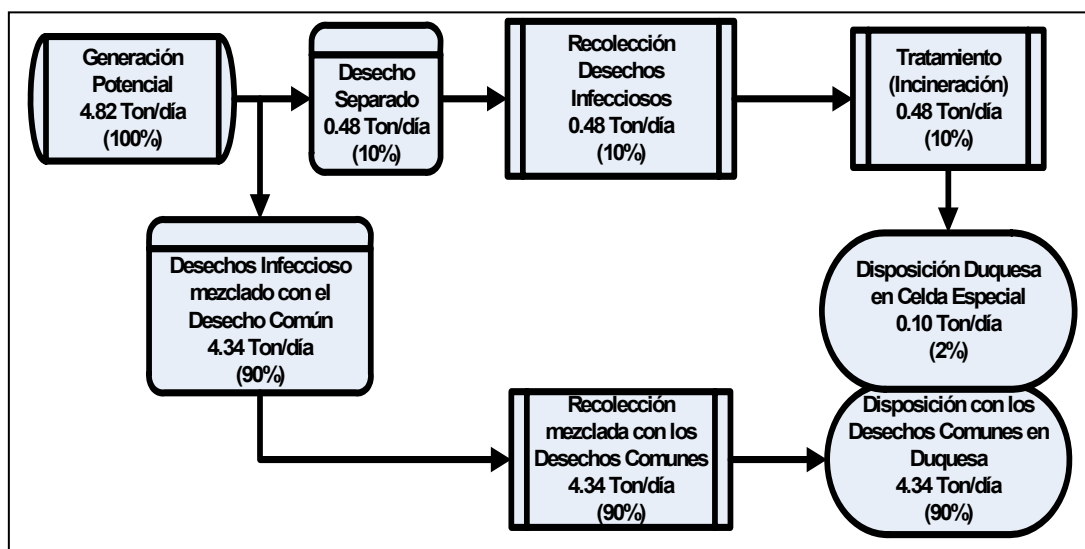 Generación
Potencial
4.82 Ton/día
(100%)
Desecho
Separado
0.48 Ton/día
(10%)
Recolección
Desechos
Infecciosos
0.48 Ton/día
(10%)
Tratamiento
(Incineración)
0.48 Ton/día
(10%)
Desechos Infeccioso
mezclado con el
Desecho Común
4.34 Ton/día
(90%)
Disposición Duquesa
en Celda Especial
0.10 Ton/día
(2%)
Recolección
mezclada con los
Desechos Comunes
4.34 Ton/día
(90%)
Disposición con los
Desechos Comunes en
Duquesa
4.34 Ton/día
(90%)